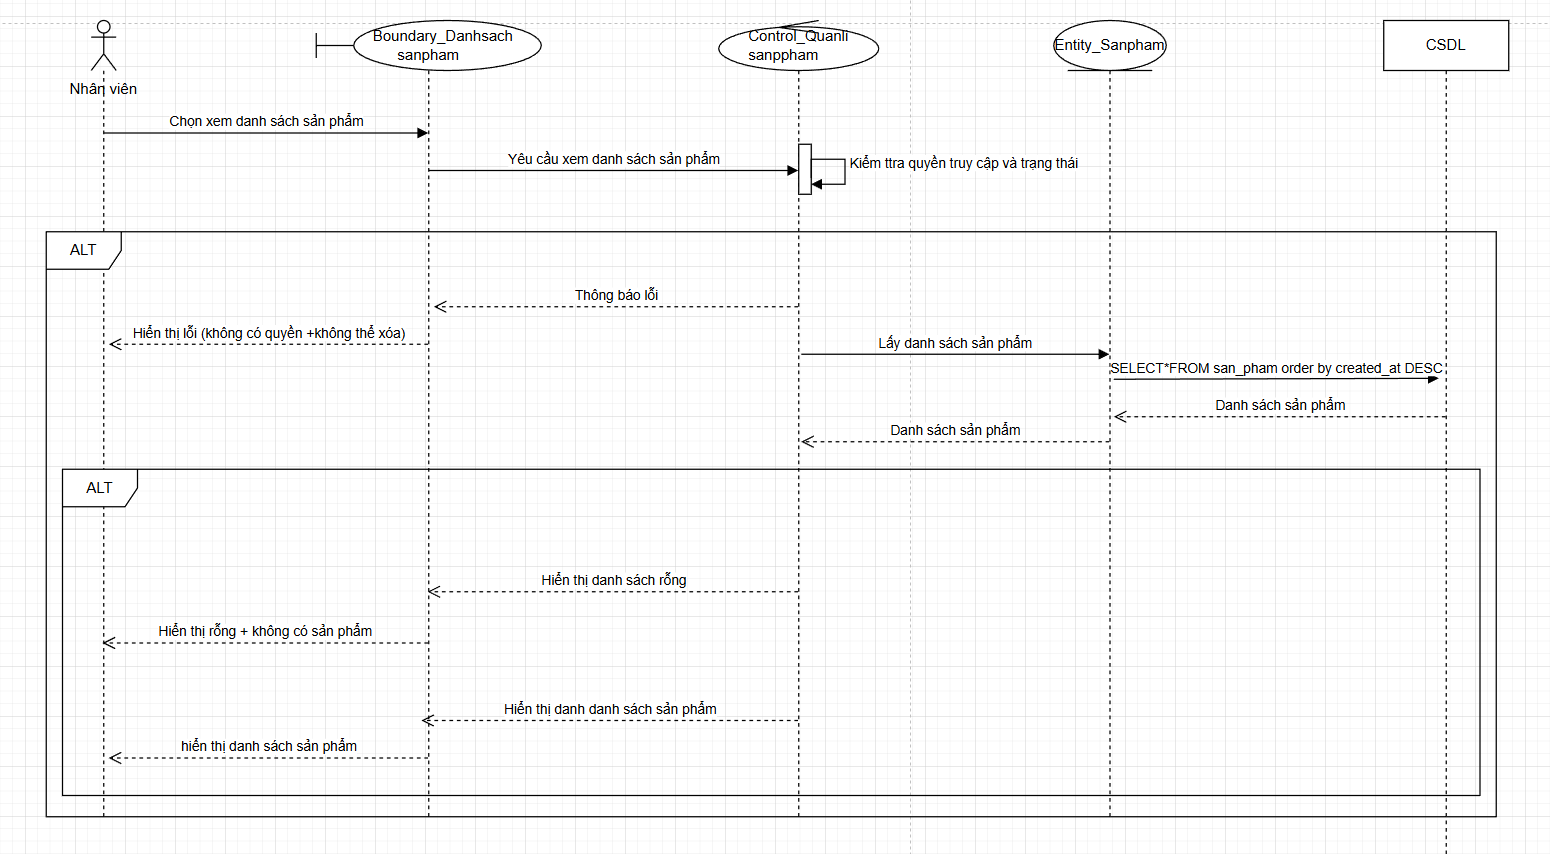 Boundary_Danhsach
sanpham
Control_Quanli
sanppham
Entity_Sanpham
CSDL
Nhân viên
Chọn xem danh sách sản phẩm
Yêu cầu xem danh sách sản phẩm
Kiểm ttra quyền truy cập và trạng thái
ALT
Thông báo lỗi
Hiển thị lỗi (không có quyền +không thể xóa)
Lấy danh sách sản phẩm
SELECT*FROM san_pham order by created_at DESC
Danh sách sản phẩm
Danh sách sản phẩm
ALT
Hiển thị danh sách rỗng
Hiển thị rỗng + không có sản phẩm
Hiển thị danh danh sách sản phẩm
hiển thị danh sách sản phẩm